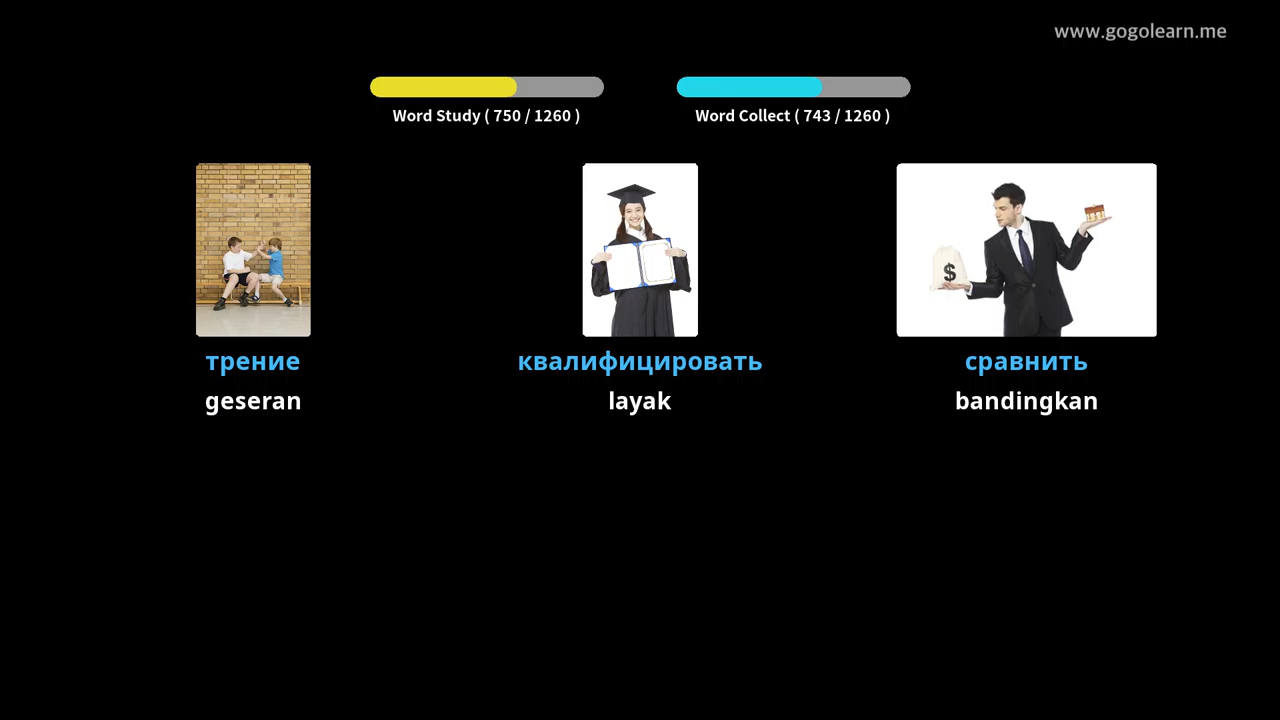 www.gogolearn.me
Word Study ( 750 / 1260 )
Word Collect ( 743 / 1260 )
трение
квалифицировать
сравнить
geseran
layak
bandingkan
$